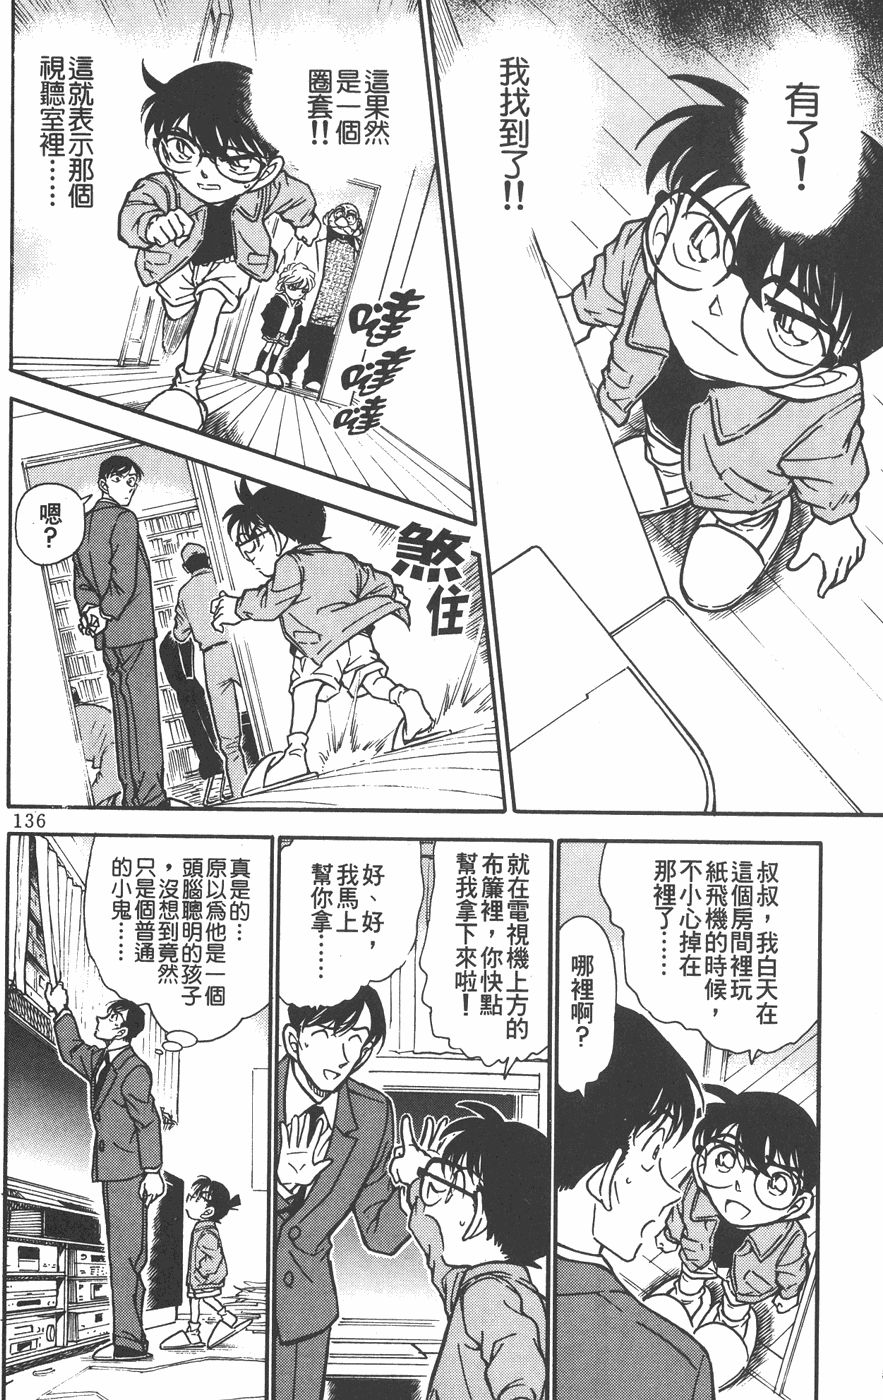 有了！
我找到了!!
這果然
是一個
圈套!!
這就表示那個
視聽室裡……
噠
噠
噠
煞
住
嗯？
136
叔叔，我白天在
這個房間裡玩
紙飛機的時候，
不小心掉在
那裡了……
哪裡啊？
就在電視機上方的
布簾裡，你快點
幫我拿下來啦！
好、好，
我馬上
幫你拿……
真是的…
原以為他是一個
頭腦聰明的孩子
，沒想到竟然
只是個普通
的小鬼……